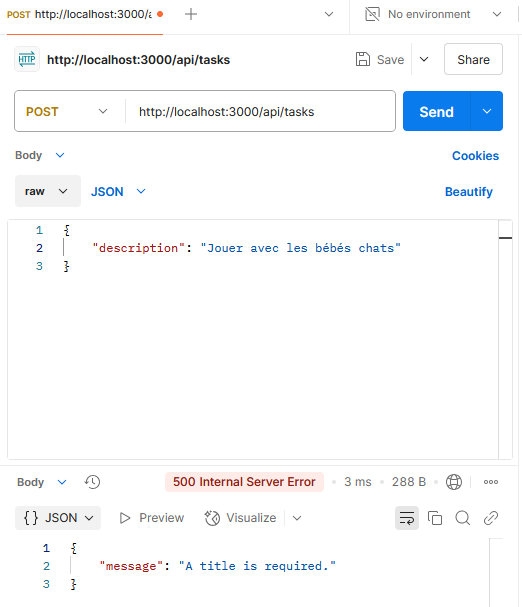 POST http://localhost:3000/a
No environment
HTTP http://localhost:3000/api/tasks Save Share
POST http://localhost:3000/api/tasks Send
Body Cookies
raw JSON Beautify
1 {
2 "description": "Jouer avec les bébés chats"
3 }
Body 500 Internal Server Error • 3 ms • 288 B •
{} JSON Preview Visualize
1 {
2 "message": "A title is required."
3 }